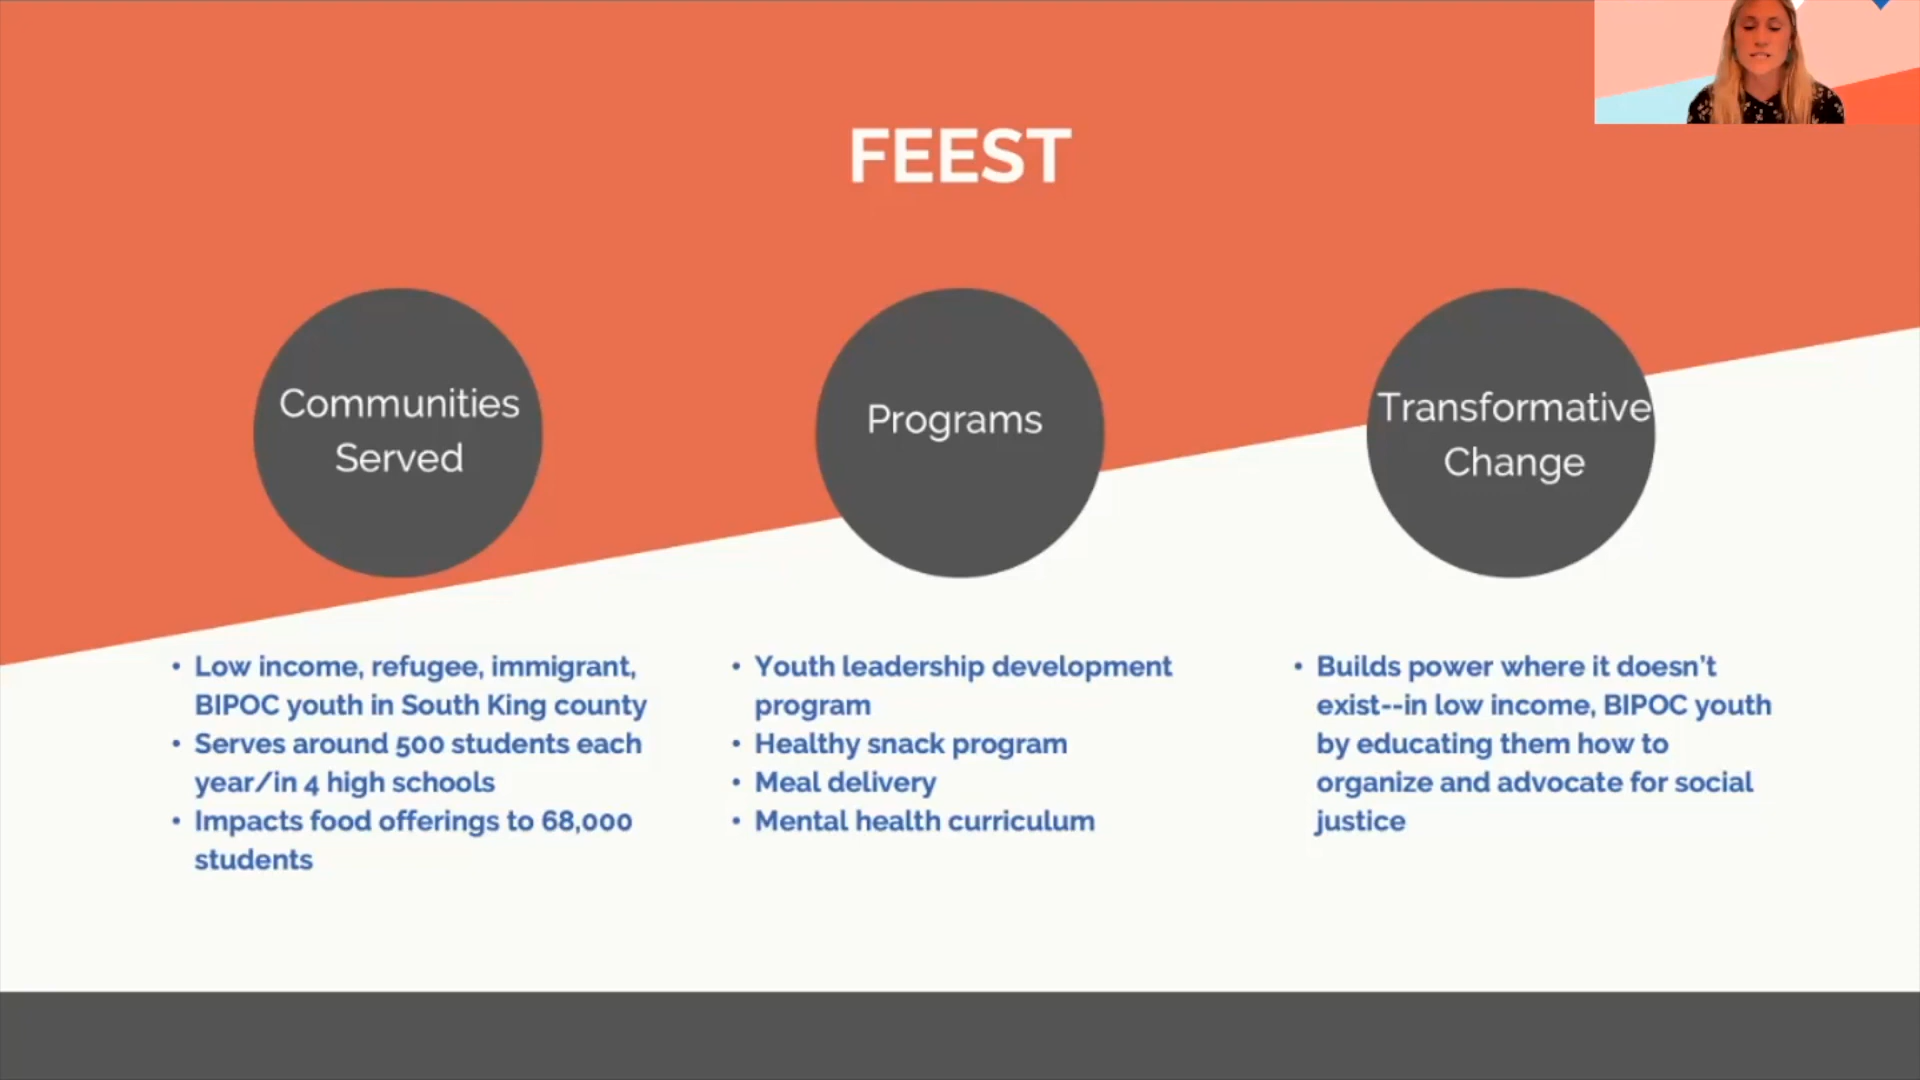 FEEST
Communities
Served
Programs
Transformative
Change
• Low income, refugee, immigrant,
BIPOC youth in South King county
• Serves around 500 students each
year/in 4 high schools
• Impacts food offerings to 68,000
students
• Youth leadership development
program
• Healthy snack program
• Meal delivery
• Mental health curriculum
• Builds power where it doesn't
exist--in low income, BIPOC youth
by educating them how to
organize and advocate for social
justice